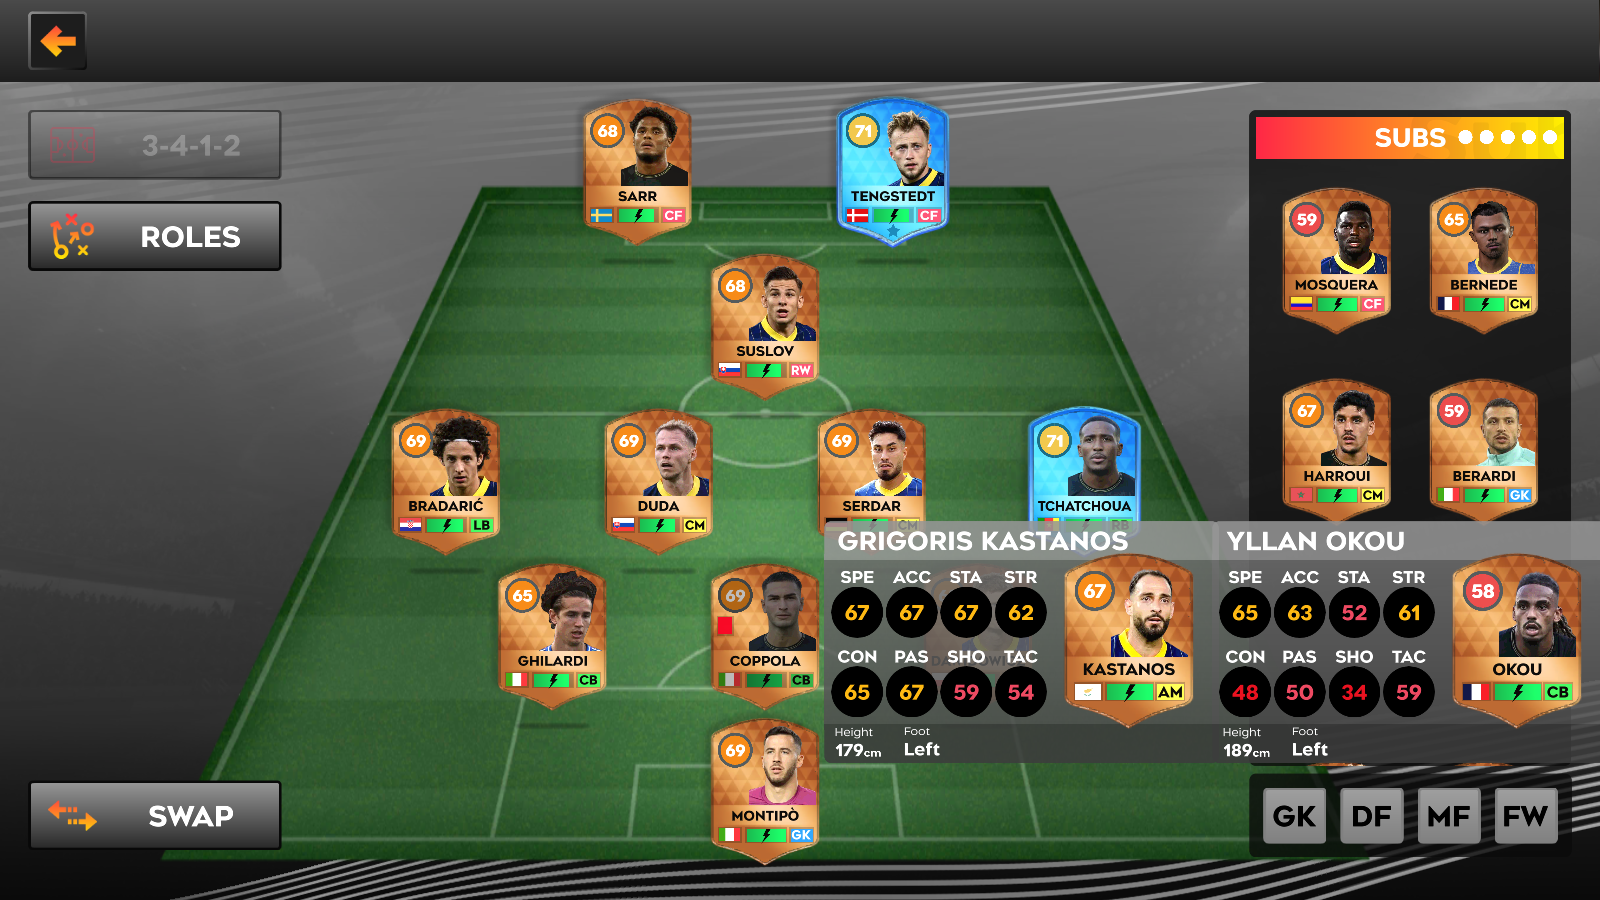 3-4-1-2
ROLES
SWAP
68
SARR
CF
71
TENGSTEDT
CF
68
SUSLOV
RW
69
BRADARIĆ
LB
69
DUDA
CM
69
SERDAR
CM
71
TCHATCHOUA
RB
65
GHILARDI
CB
69
COPPOLA
CB
69
MONTIPÒ
GK
SUBS
59
MOSQUERA
CF
65
BERNEDE
CM
67
HARROUI
CM
59
BERARDI
GK
GRIGORIS KASTANOS
SPE ACC STA STR
67 67 67 62
CON PAS SHO TAC
65 67 59 54
Height
179cm
Foot
Left
67
KASTANOS
AM
YLLAN OKOU
SPE ACC STA STR
65 63 52 61
CON PAS SHO TAC
48 50 34 59
Height
189cm
Foot
Left
58
OKOU
CB
GK DF MF FW